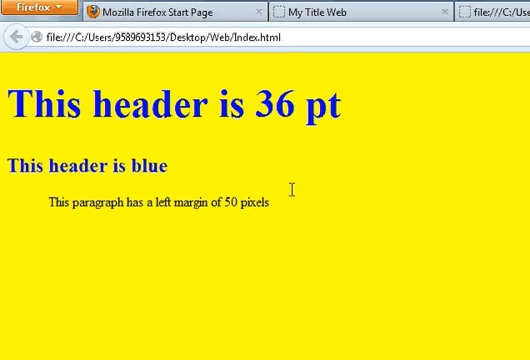 Firefox
Mozilla Firefox Start Page
My Title Web
file:///C:/Use
file:///C:/Users/9589693153/Desktop/Web/Index.html
This header is 36 pt
This header is blue
This paragraph has a left margin of 50 pixels